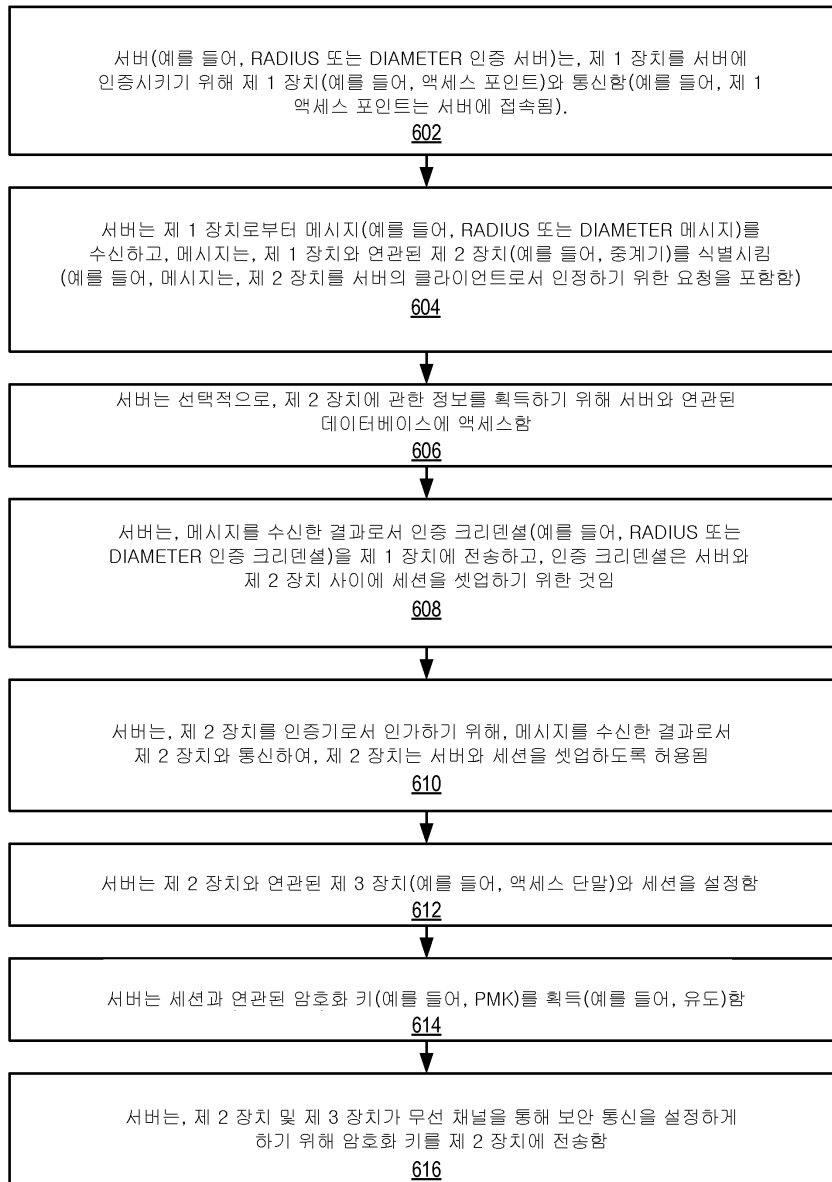 서버(예를 들어, RADIUS 또는 DIAMETER 인증 서버)는, 제 1 장치를 서버에
인증시키기 위해 제 1 장치(예를 들어, 액세스 포인트)와 통신함(예를 들어, 제 1
액세스 포인트는 서버에 접속됨).
602
서버는 제 1 장치로부터 메시지(예를 들어, RADIUS 또는 DIAMETER 메시지)를
수신하고, 메시지는, 제 1 장치와 연관된 제 2 장치(예를 들어, 중계기)를 식별시킴
(예를 들어, 메시지는, 제 2 장치를 서버의 클라이언트로서 인정하기 위한 요청을 포함함)
604
서버는 선택적으로, 제 2 장치에 관한 정보를 획득하기 위해 서버와 연관된
데이터베이스에 액세스함
606
서버는, 메시지를 수신한 결과로서 인증 크리덴셜(예를 들어, RADIUS 또는
DIAMETER 인증 크리덴셜)을 제 1 장치에 전송하고, 인증 크리덴셜은 서버와
제 2 장치 사이에 세션을 셋업하기 위한 것임
608
서버는, 제 2 장치를 인증기로서 인가하기 위해, 메시지를 수신한 결과로서
제 2 장치와 통신하여, 제 2 장치는 서버와 세션을 셋업하도록 허용됨
610
서버는 제 2 장치와 연관된 제 3 장치(예를 들어, 액세스 단말)와 세션을 설정함
612
서버는 세션과 연관된 암호화 키(예를 들어, PMK)를 획득(예를 들어, 유도)함
614
서버는, 제 2 장치 및 제 3 장치가 무선 채널을 통해 보안 통신을 설정하게
하기 위해 암호화 키를 제 2 장치에 전송함
616